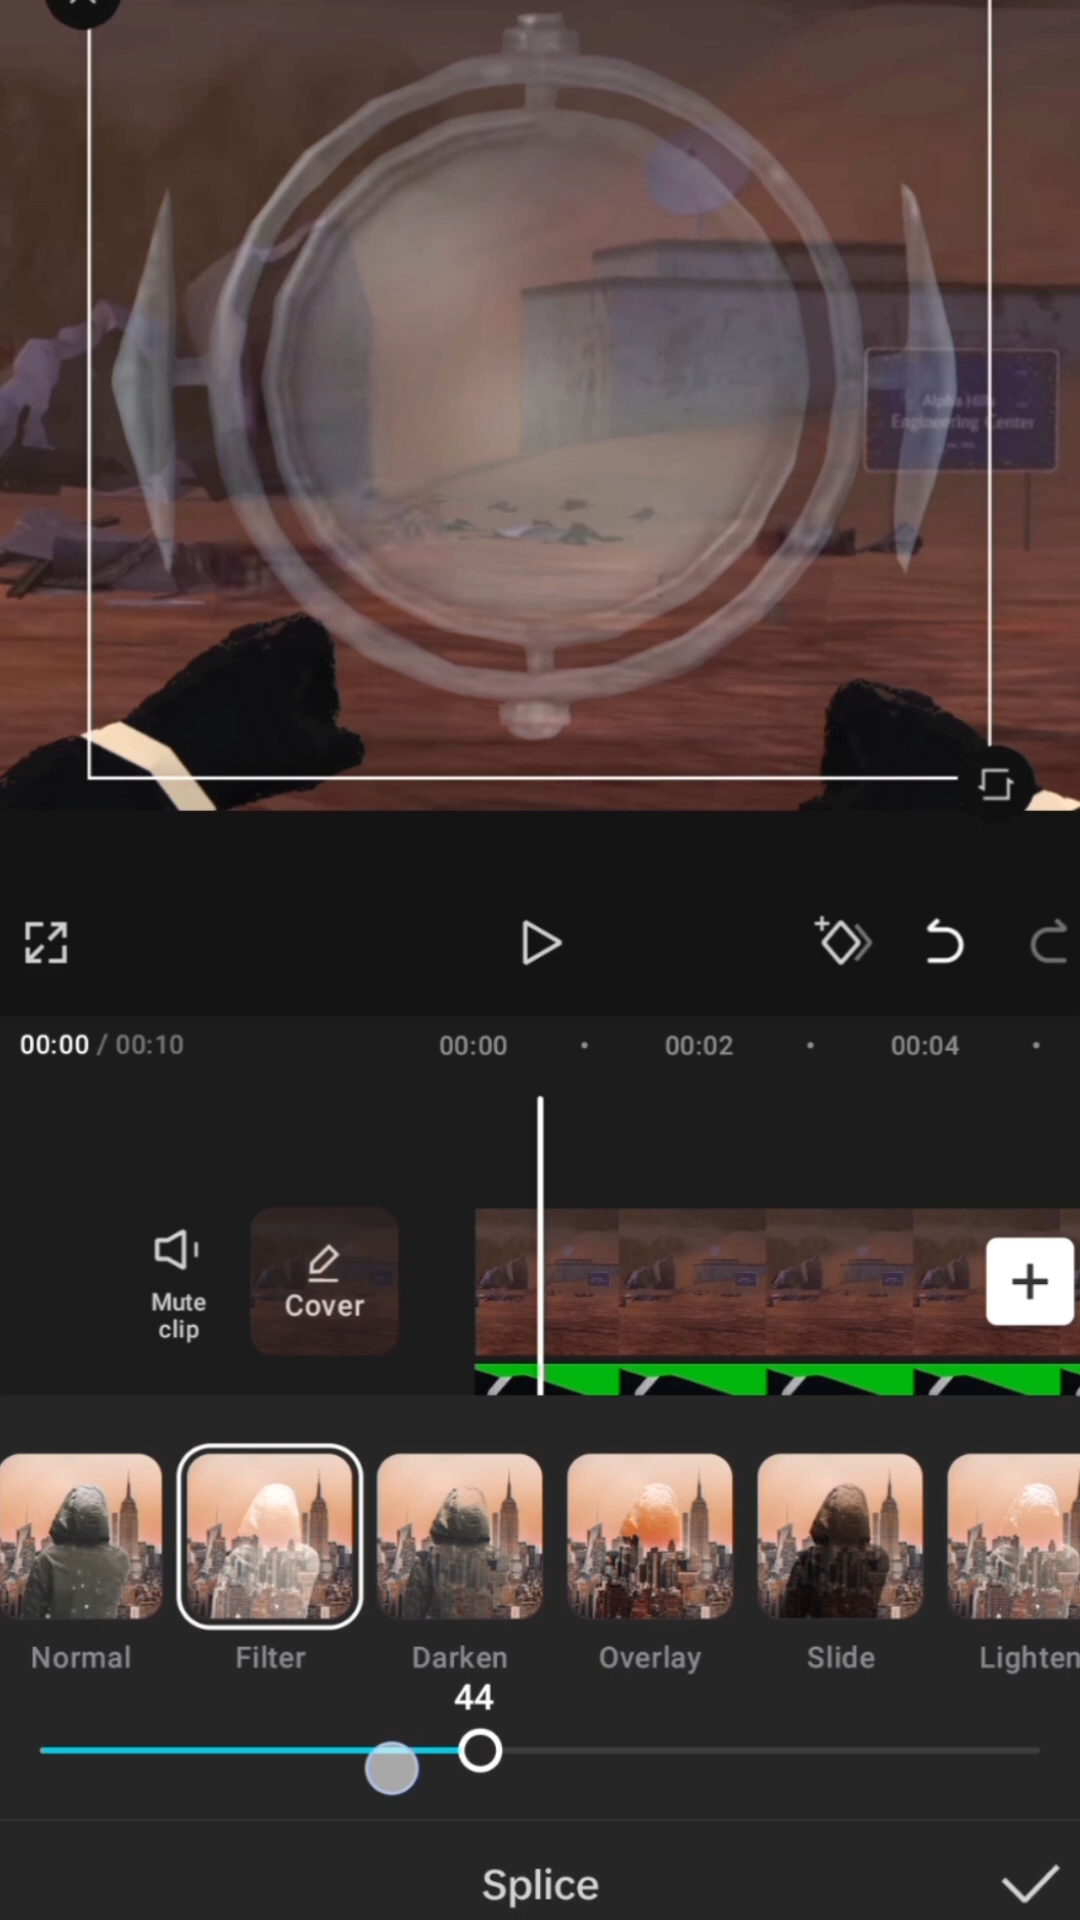 Alpha Hills
Engineering Center
00:00 / 00:10
00:00
00:02
00:04
Mute
clip
Cover
Normal
Filter
Darken
Overlay
Slide
Lighten
44
Splice